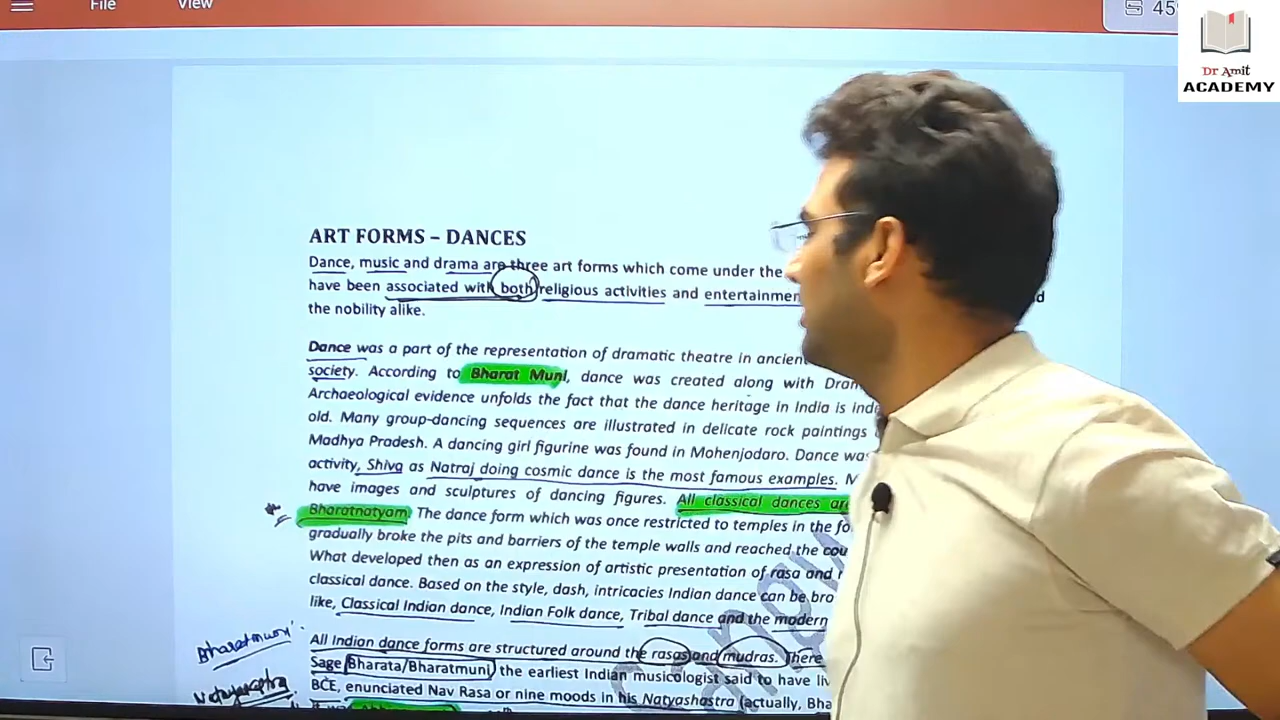 File View
45
Dr Amit
ACADEMY
ART FORMS – DANCES
Dance, music and drama are three art forms which come under the
have been associated with both religious activities and entertainmen d
the nobility alike.
Dance was a part of the representation of dramatic theatre in ancien
society. According to Bharat Muni, dance was created along with Dram
Archaeological evidence unfolds the fact that the dance heritage in India is ind
old. Many group-dancing sequences are illustrated in delicate rock paintings
Madhya Pradesh. A dancing girl figurine was found in Mohenjodaro. Dance was
activity, Shiva as Natraj doing cosmic dance is the most famous examples. M
have images and sculptures of dancing figures. All classical dances are
Bharatnatyam. The dance form which was once restricted to temples in the fo
gradually broke the pits and barriers of the temple walls and reached the cou
What developed then as an expression of artistic presentation of rasa and
classical dance. Based on the style, dash, intricacies Indian dance can be bro
like, Classical Indian dance, Indian Folk dance, Tribal dance and the modern
All Indian dance forms are structured around the rasas and mudras. There
Bharatmuni
Sage Bharata/Bharatmuni, the earliest Indian musicologist said to have liv
BCE, enunciated Nav Rasa or nine moods in his Natyashastra (actually, Bha